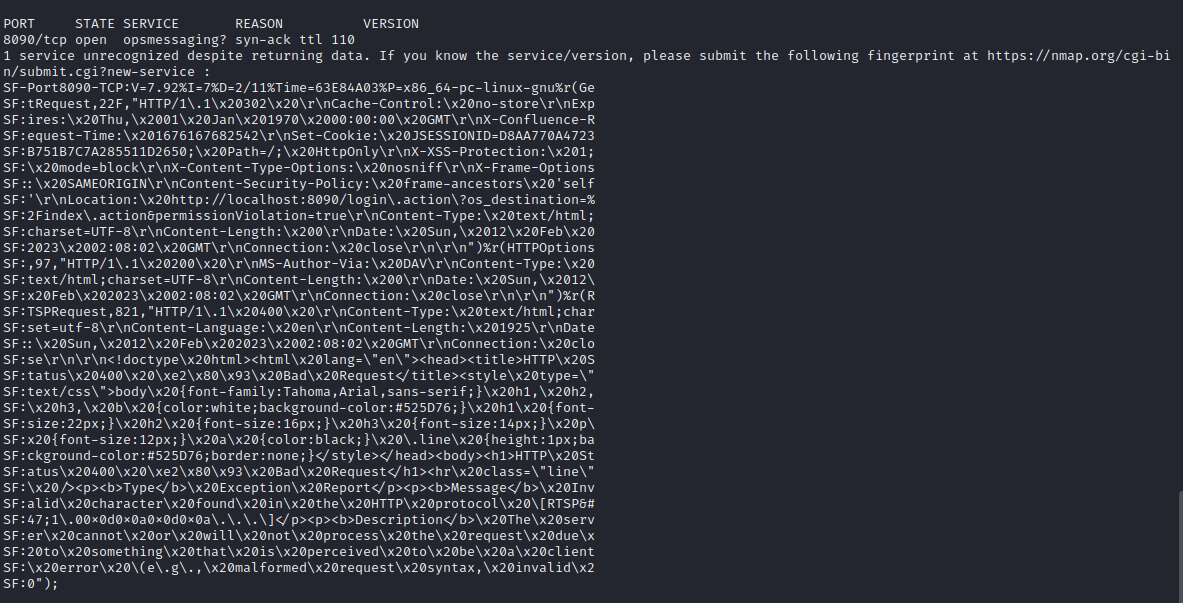 PORT     STATE SERVICE       REASON          VERSION
8090/tcp open  opsmessaging? syn-ack ttl 110
1 service unrecognized despite returning data. If you know the service/version, please submit the following fingerprint at https://nmap.org/cgi-bi
n/submit.cgi?new-service :
SF-Port8090-TCP:V=7.92%I=7%D=2/11%Time=63E84A03%P=x86_64-pc-linux-gnu%r(Ge
SF:tRequest,22F,"HTTP/1\.1\x20302\x20\r\nCache-Control:\x20no-store\r\nExp
SF:ires:\x20Thu,\x2001\x20Jan\x201970\x2000:00:00\x20GMT\r\nX-Confluence-R
SF:equest-Time:\x201676167682542\r\nSet-Cookie:\x20JSESSIONID=D8AA770A4723
SF:B751B7C7A285511D2650;\x20Path=/;\x20HttpOnly\r\nX-XSS-Protection:\x201;
SF:\x20mode=block\r\nX-Content-Type-Options:\x20nosniff\r\nX-Frame-Options
SF::\x20SAMEORIGIN\r\nContent-Security-Policy:\x20frame-ancestors\x20'self
SF:'\r\nLocation:\x20http://localhost:8090/login\.action\?os_destination=%
SF:2Findex\.action&permissionViolation=true\r\nContent-Type:\x20text/html;
SF:charset=UTF-8\r\nContent-Length:\x200\r\nDate:\x20Sun,\x2012\x20Feb\x20
SF:2023\x2002:08:02\x20GMT\r\nConnection:\x20close\r\n\r\n")%r(HTTPOptions
SF:,97,"HTTP/1\.1\x20200\x20\r\nMS-Author-Via:\x20DAV\r\nContent-Type:\x20
SF:text/html;charset=UTF-8\r\nContent-Length:\x200\r\nDate:\x20Sun,\x2012\
SF:x20Feb\x202023\x2002:08:02\x20GMT\r\nConnection:\x20close\r\n\r\n")%r(R
SF:TSPRequest,821,"HTTP/1\.1\x20400\x20\r\nContent-Type:\x20text/html;char
SF:set=utf-8\r\nContent-Language:\x20en\r\nContent-Length:\x201925\r\nDate
SF::\x20Sun,\x2012\x20Feb\x202023\x2002:08:02\x20GMT\r\nConnection:\x20clo
SF:se\r\n\r\n<!doctype\x20html><html\x20lang=\"en\"><head><title>HTTP\x20S
SF:tatus\x20400\x20\xe2\x80\x93\x20Bad\x20Request</title><style\x20type=\"
SF:text/css\">body\x20{font-family:Tahoma,Arial,sans-serif;}\x20h1,\x20h2,
SF:\x20h3,\x20b\x20{color:white;background-color:#525D76;}\x20h1\x20{font-
SF:size:22px;}\x20h2\x20{font-size:16px;}\x20h3\x20{font-size:14px;}\x20p\
SF:x20{font-size:12px;}\x20a\x20{color:black;}\x20\.line\x20{height:1px;ba
SF:ckground-color:#525D76;border:none;}</style></head><body><h1>HTTP\x20St
SF:atus\x20400\x20\xe2\x80\x93\x20Bad\x20Request</h1><hr\x20class=\"line\"
SF:\x20/><p><b>Type</b>\x20Exception\x20Report</p><p><b>Message</b>\x20Inv
SF:alid\x20character\x20found\x20in\x20the\x20HTTP\x20protocol\x20\[RTSP&#
SF:47;1\.00x0d0x0a0x0d0x0a\.\.\.\]</p><p><b>Description</b>\x20The\x20serv
SF:er\x20cannot\x20or\x20will\x20not\x20process\x20the\x20request\x20due\x
SF:20to\x20something\x20that\x20is\x20perceived\x20to\x20be\x20a\x20client
SF:\x20error\x20\(e\.g\.,\x20malformed\x20request\x20syntax,\x20invalid\x2
SF:0");